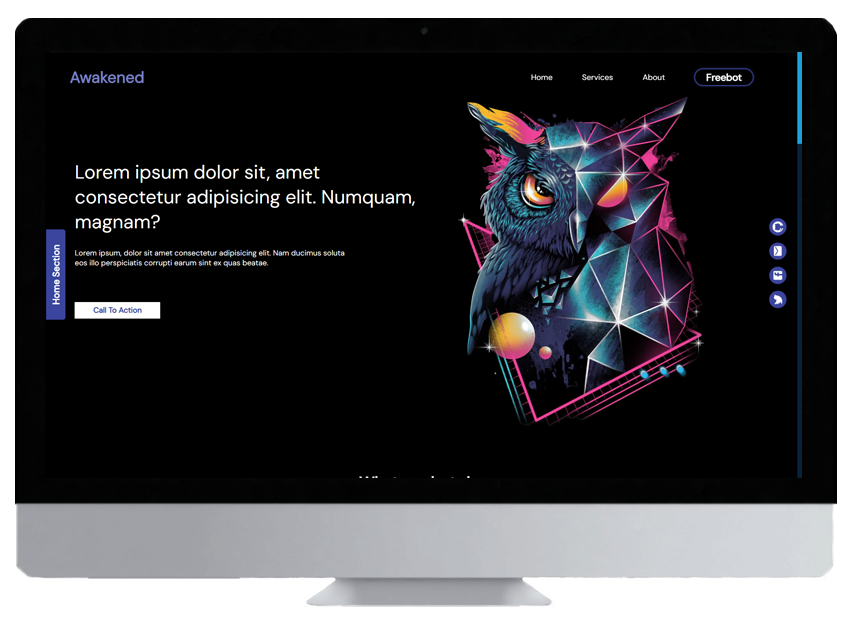 Awakened
Home Services About Freebot
Lorem ipsum dolor sit, amet
consectetur adipisicing elit. Numquam,
magnam?
Lorem ipsum, dolor sit amet consectetur adipisicing elit. Nam ducimus soluta
eos illo perspiciatis corrupti earum sint ex quas beatae.
Home Section
Call To Action